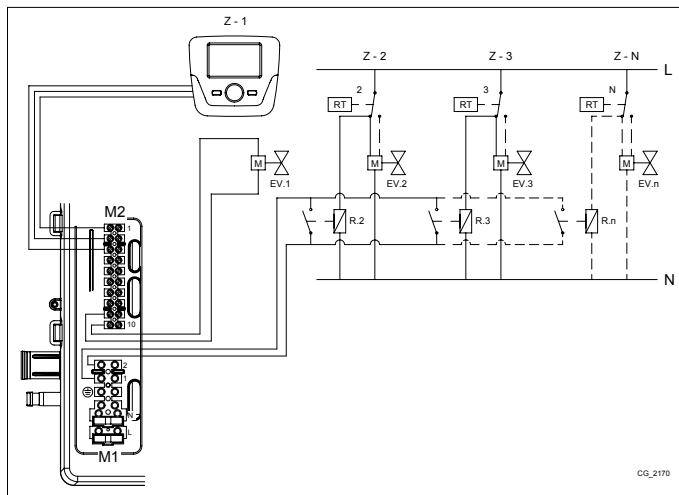 Z - 1
Z - 2 Z - 3 Z - N
L
2 3 N
RT RT RT
M M M M
EV.1 EV.2 EV.3 EV.n
M2
1
R.2 R.3 R.n
N
10
2
1
N
L
M1
CG_2170